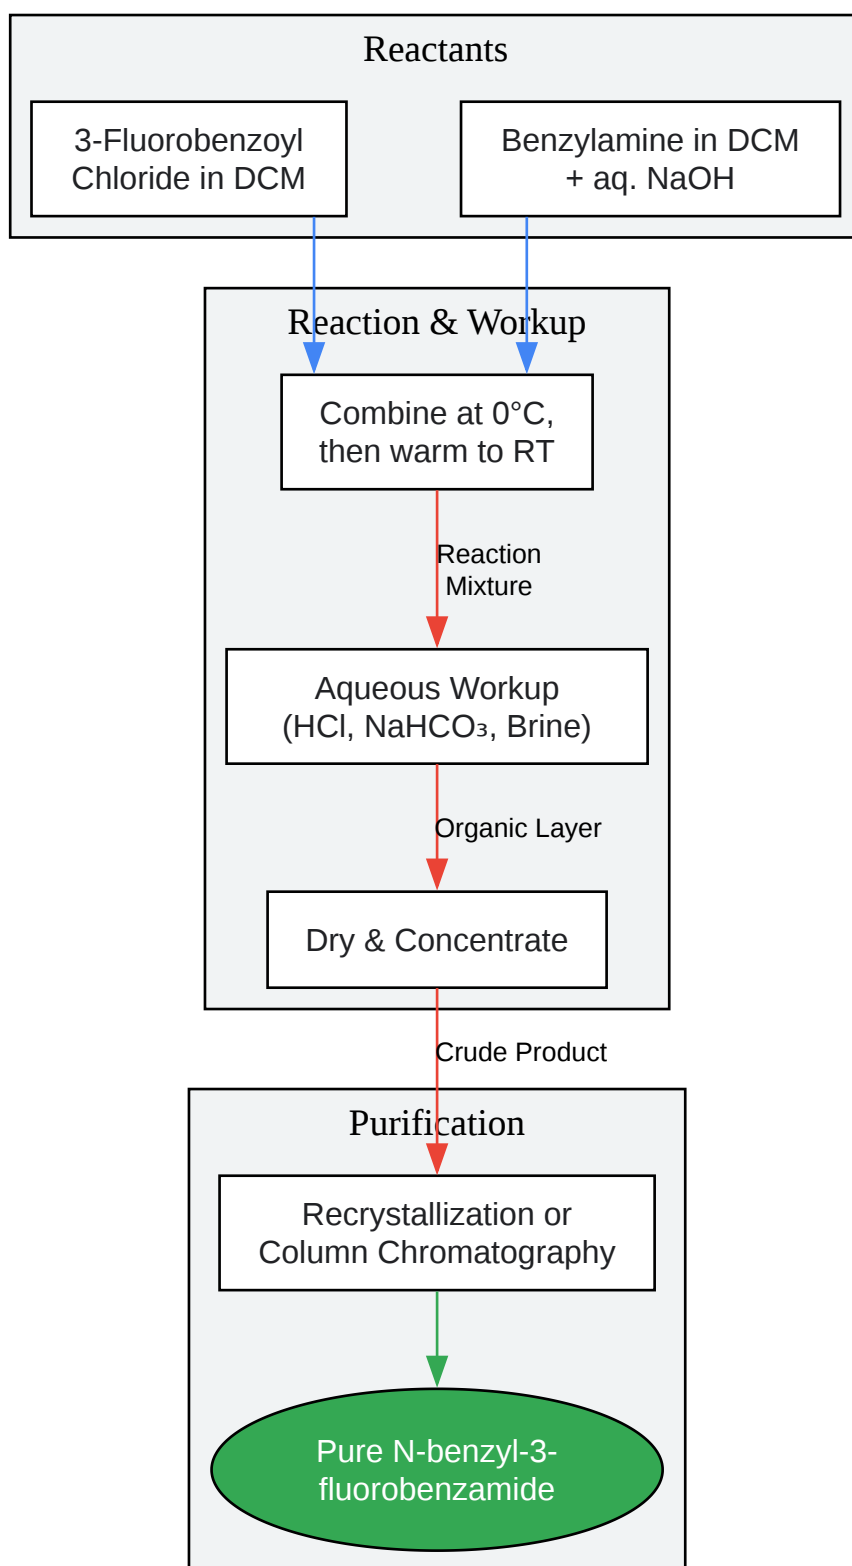 Reactants
3-Fluorobenzoyl
Chloride in DCM
Benzylamine in DCM
+ aq. NaOH
Reaction & Workup
Combine at 0°C,
then warm to RT
Reaction
Mixture
Aqueous Workup
(HCl, NaHCO₃, Brine)
Organic Layer
Dry & Concentrate
Crude Product
Purification
Recrystallization or
Column Chromatography
Pure N-benzyl-3-
fluorobenzamide